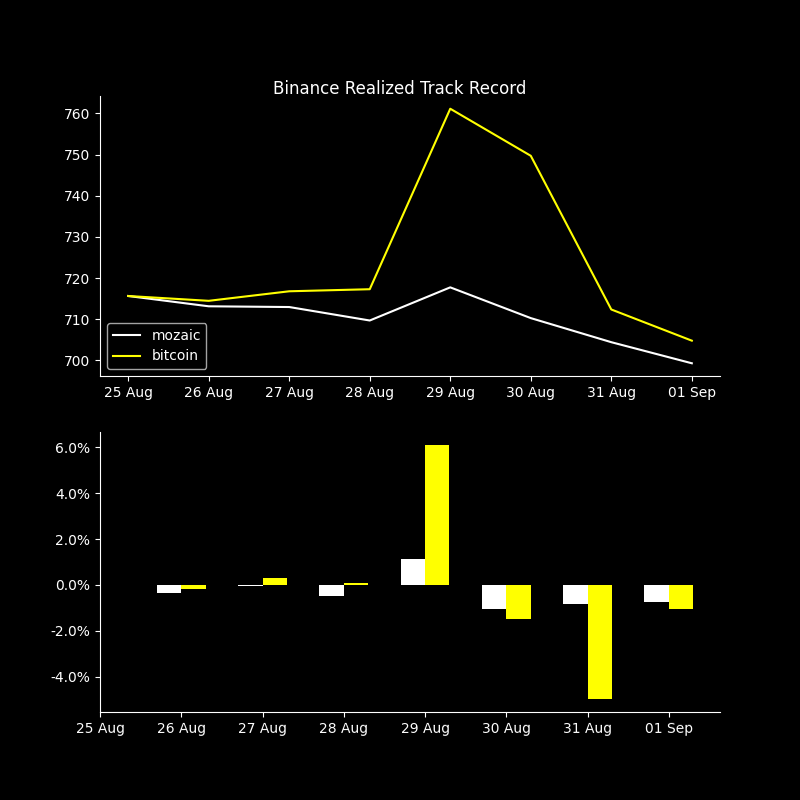 Binance Realized Track Record
760
750
740
730
720
710
700
mozaic
bitcoin
25 Aug 26 Aug 27 Aug 28 Aug 29 Aug 30 Aug 31 Aug 01 Sep
6.0%
4.0%
2.0%
0.0%
-2.0%
-4.0%
25 Aug 26 Aug 27 Aug 28 Aug 29 Aug 30 Aug 31 Aug 01 Sep